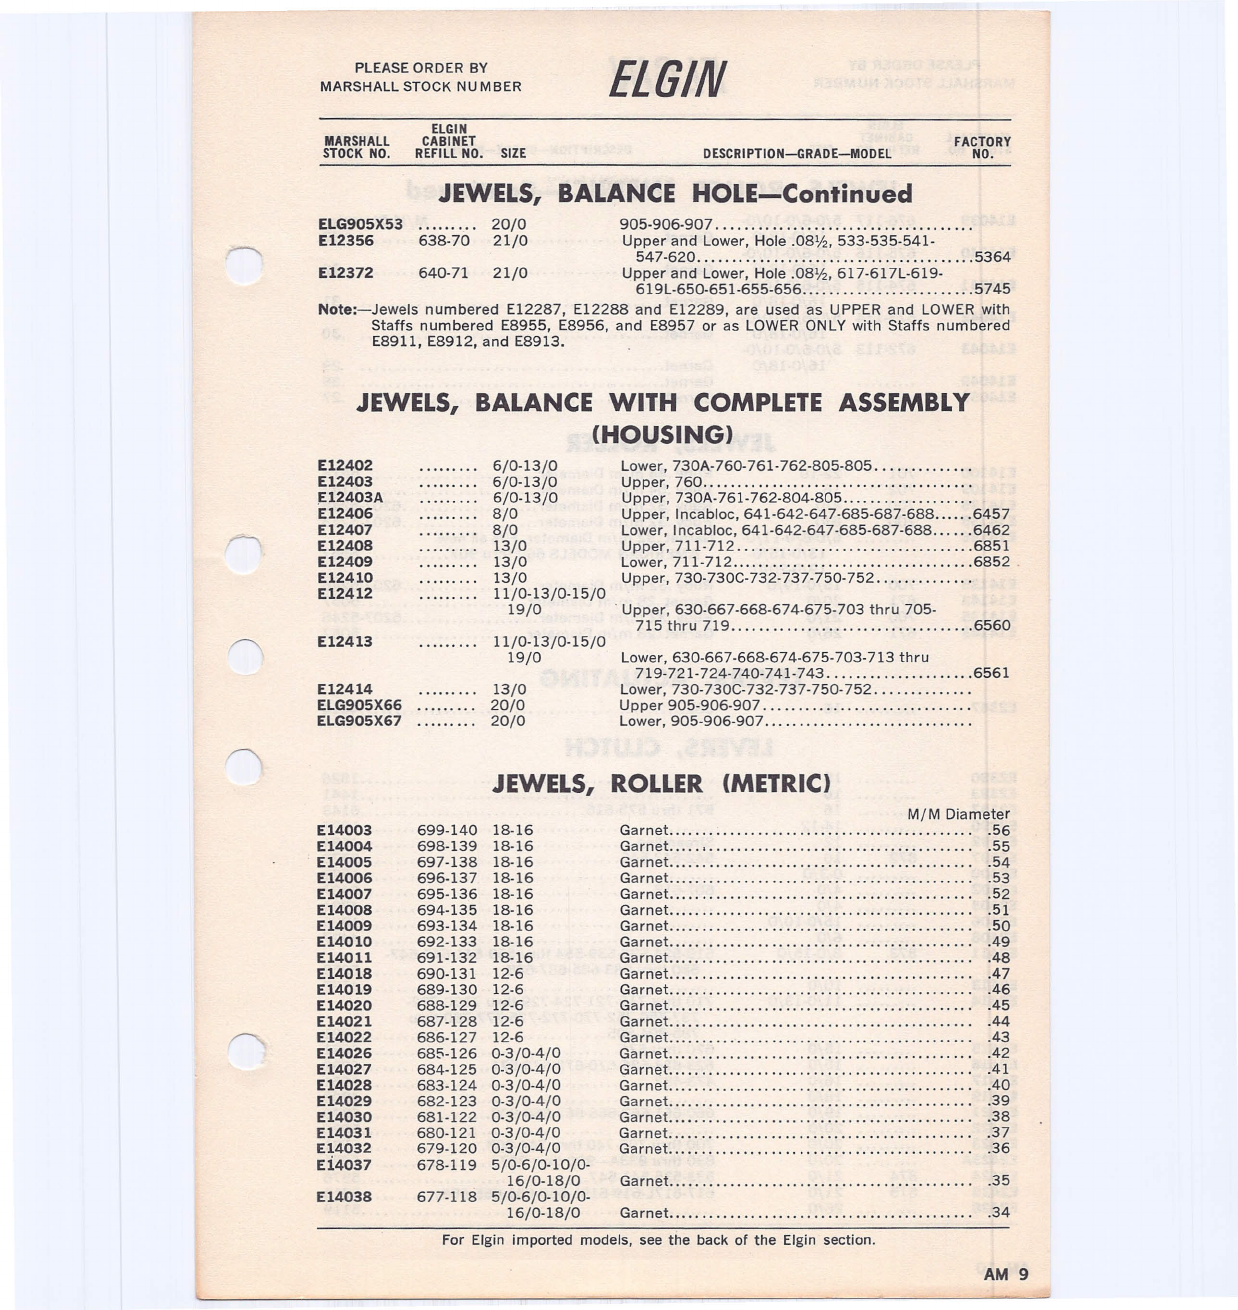 PLEASE ORDER BY
MARSHALL STOCK NUMBER
ELGIN
MARSHALL STOCK NO. ELGIN CABINET REFILL NO. SIZE DESCRIPTION—GRADE—MODEL FACTORY NO.
JEWELS, BALANCE HOLE—Continued
ELG905X53 ......... 20/0 905-906-907..................................
E12356 638-70 21/0 Upper and Lower, Hole .08½, 533-535-541-
547-620....................................5364
E12372 640-71 21/0 Upper and Lower, Hole .08½, 617-617L-619-
619L-650-651-655-656......................5745
Note:—Jewels numbered E12287, E12288 and E12289, are used as UPPER and LOWER with
Staffs numbered E8955, E8956, and E8957 or as LOWER ONLY with Staffs numbered
E8911, E8912, and E8913.
JEWELS, BALANCE WITH COMPLETE ASSEMBLY
(HOUSING)
E12402 ......... 6/0-13/0 Lower, 730A-760-761-762-805-805.............
E12403 ......... 6/0-13/0 Upper, 760...................................
E12403A ......... 6/0-13/0 Upper, 730A-761-762-804-805.................
E12406 ......... 8/0 Upper, Incabloc, 641-642-647-685-687-688.....6457
E12407 ......... 8/0 Lower, Incabloc, 641-642-647-685-687-688.....6462
E12408 ......... 13/0 Upper, 711-712...............................6851
E12409 ......... 13/0 Lower, 711-712...............................6852
E12410 ......... 13/0 Upper, 730-730C-732-737-750-752.............
E12412 ......... 11/0-13/0-15/0
19/0 Upper, 630-667-668-674-675-703 thru 705-
715 thru 719................................6560
E12413 ......... 11/0-13/0-15/0
19/0 Lower, 630-667-668-674-675-703-713 thru
719-721-724-740-741-743...................6561
E12414 ......... 13/0 Lower, 730-730C-732-737-750-752.............
ELG905X66 ......... 20/0 Upper 905-906-907...........................
ELG905X67 ......... 20/0 Lower, 905-906-907...........................
JEWELS, ROLLER (METRIC)
M/M Diameter
E14003 699-140 18-16 Garnet........................................ .56
E14004 698-139 18-16 Garnet........................................ .55
E14005 697-138 18-16 Garnet........................................ .54
E14006 696-137 18-16 Garnet........................................ .53
E14007 695-136 18-16 Garnet........................................ .52
E14008 694-135 18-16 Garnet........................................ .51
E14009 693-134 18-16 Garnet........................................ .50
E14010 692-133 18-16 Garnet........................................ .49
E14011 691-132 18-16 Garnet........................................ .48
E14018 690-131 12-6 Garnet........................................ .47
E14019 689-130 12-6 Garnet........................................ .46
E14020 688-129 12-6 Garnet........................................ .45
E14021 687-128 12-6 Garnet........................................ .44
E14022 686-127 12-6 Garnet........................................ .43
E14026 685-126 0-3/0-4/0 Garnet........................................ .42
E14027 684-125 0-3/0-4/0 Garnet........................................ .41
E14028 683-124 0-3/0-4/0 Garnet........................................ .40
E14029 682-123 0-3/0-4/0 Garnet........................................ .39
E14030 681-122 0-3/0-4/0 Garnet........................................ .38
E14031 680-121 0-3/0-4/0 Garnet........................................ .37
E14032 679-120 0-3/0-4/0 Garnet........................................ .36
E14037 678-119 5/0-6/0-10/0-
16/0-18/0 Garnet........................................ .35
E14038 677-118 5/0-6/0-10/0-
16/0-18/0 Garnet........................................ .34
For Elgin imported models, see the back of the Elgin section.
AM 9